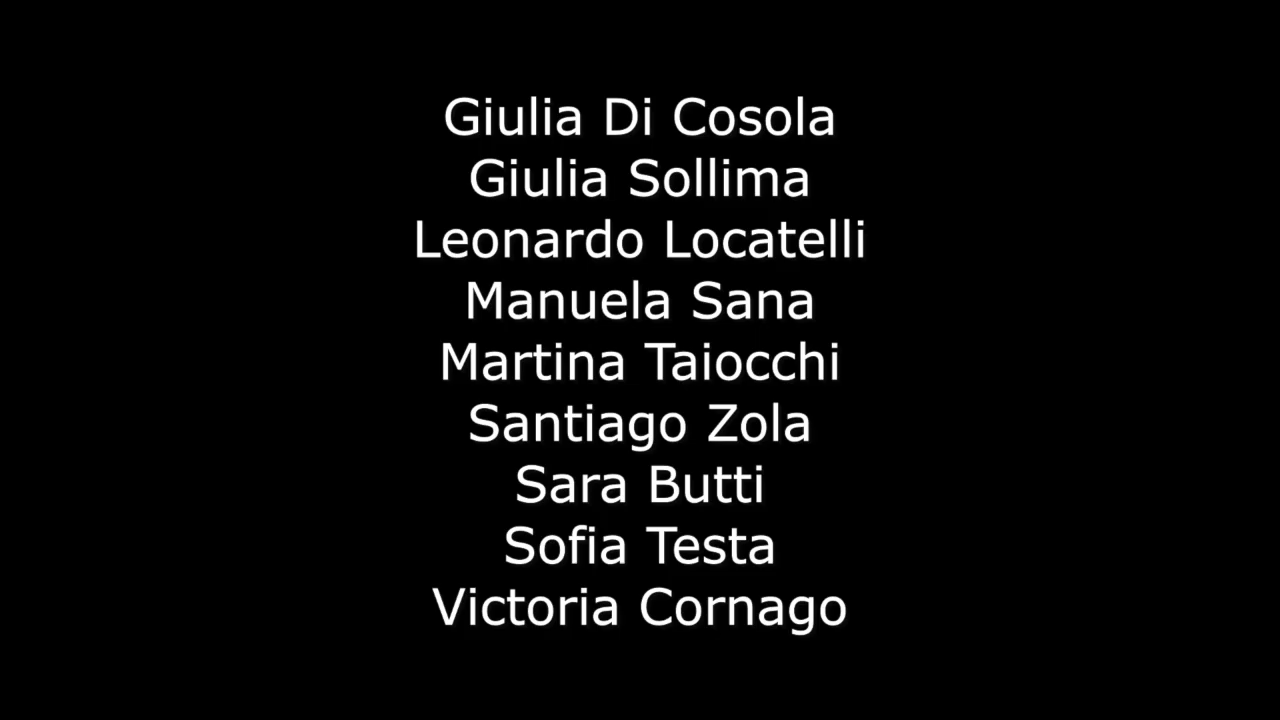 Giulia Di Cosola
Giulia Sollima
Leonardo Locatelli
Manuela Sana
Martina Taiocchi
Santiago Zola
Sara Butti
Sofia Testa
Victoria Cornago